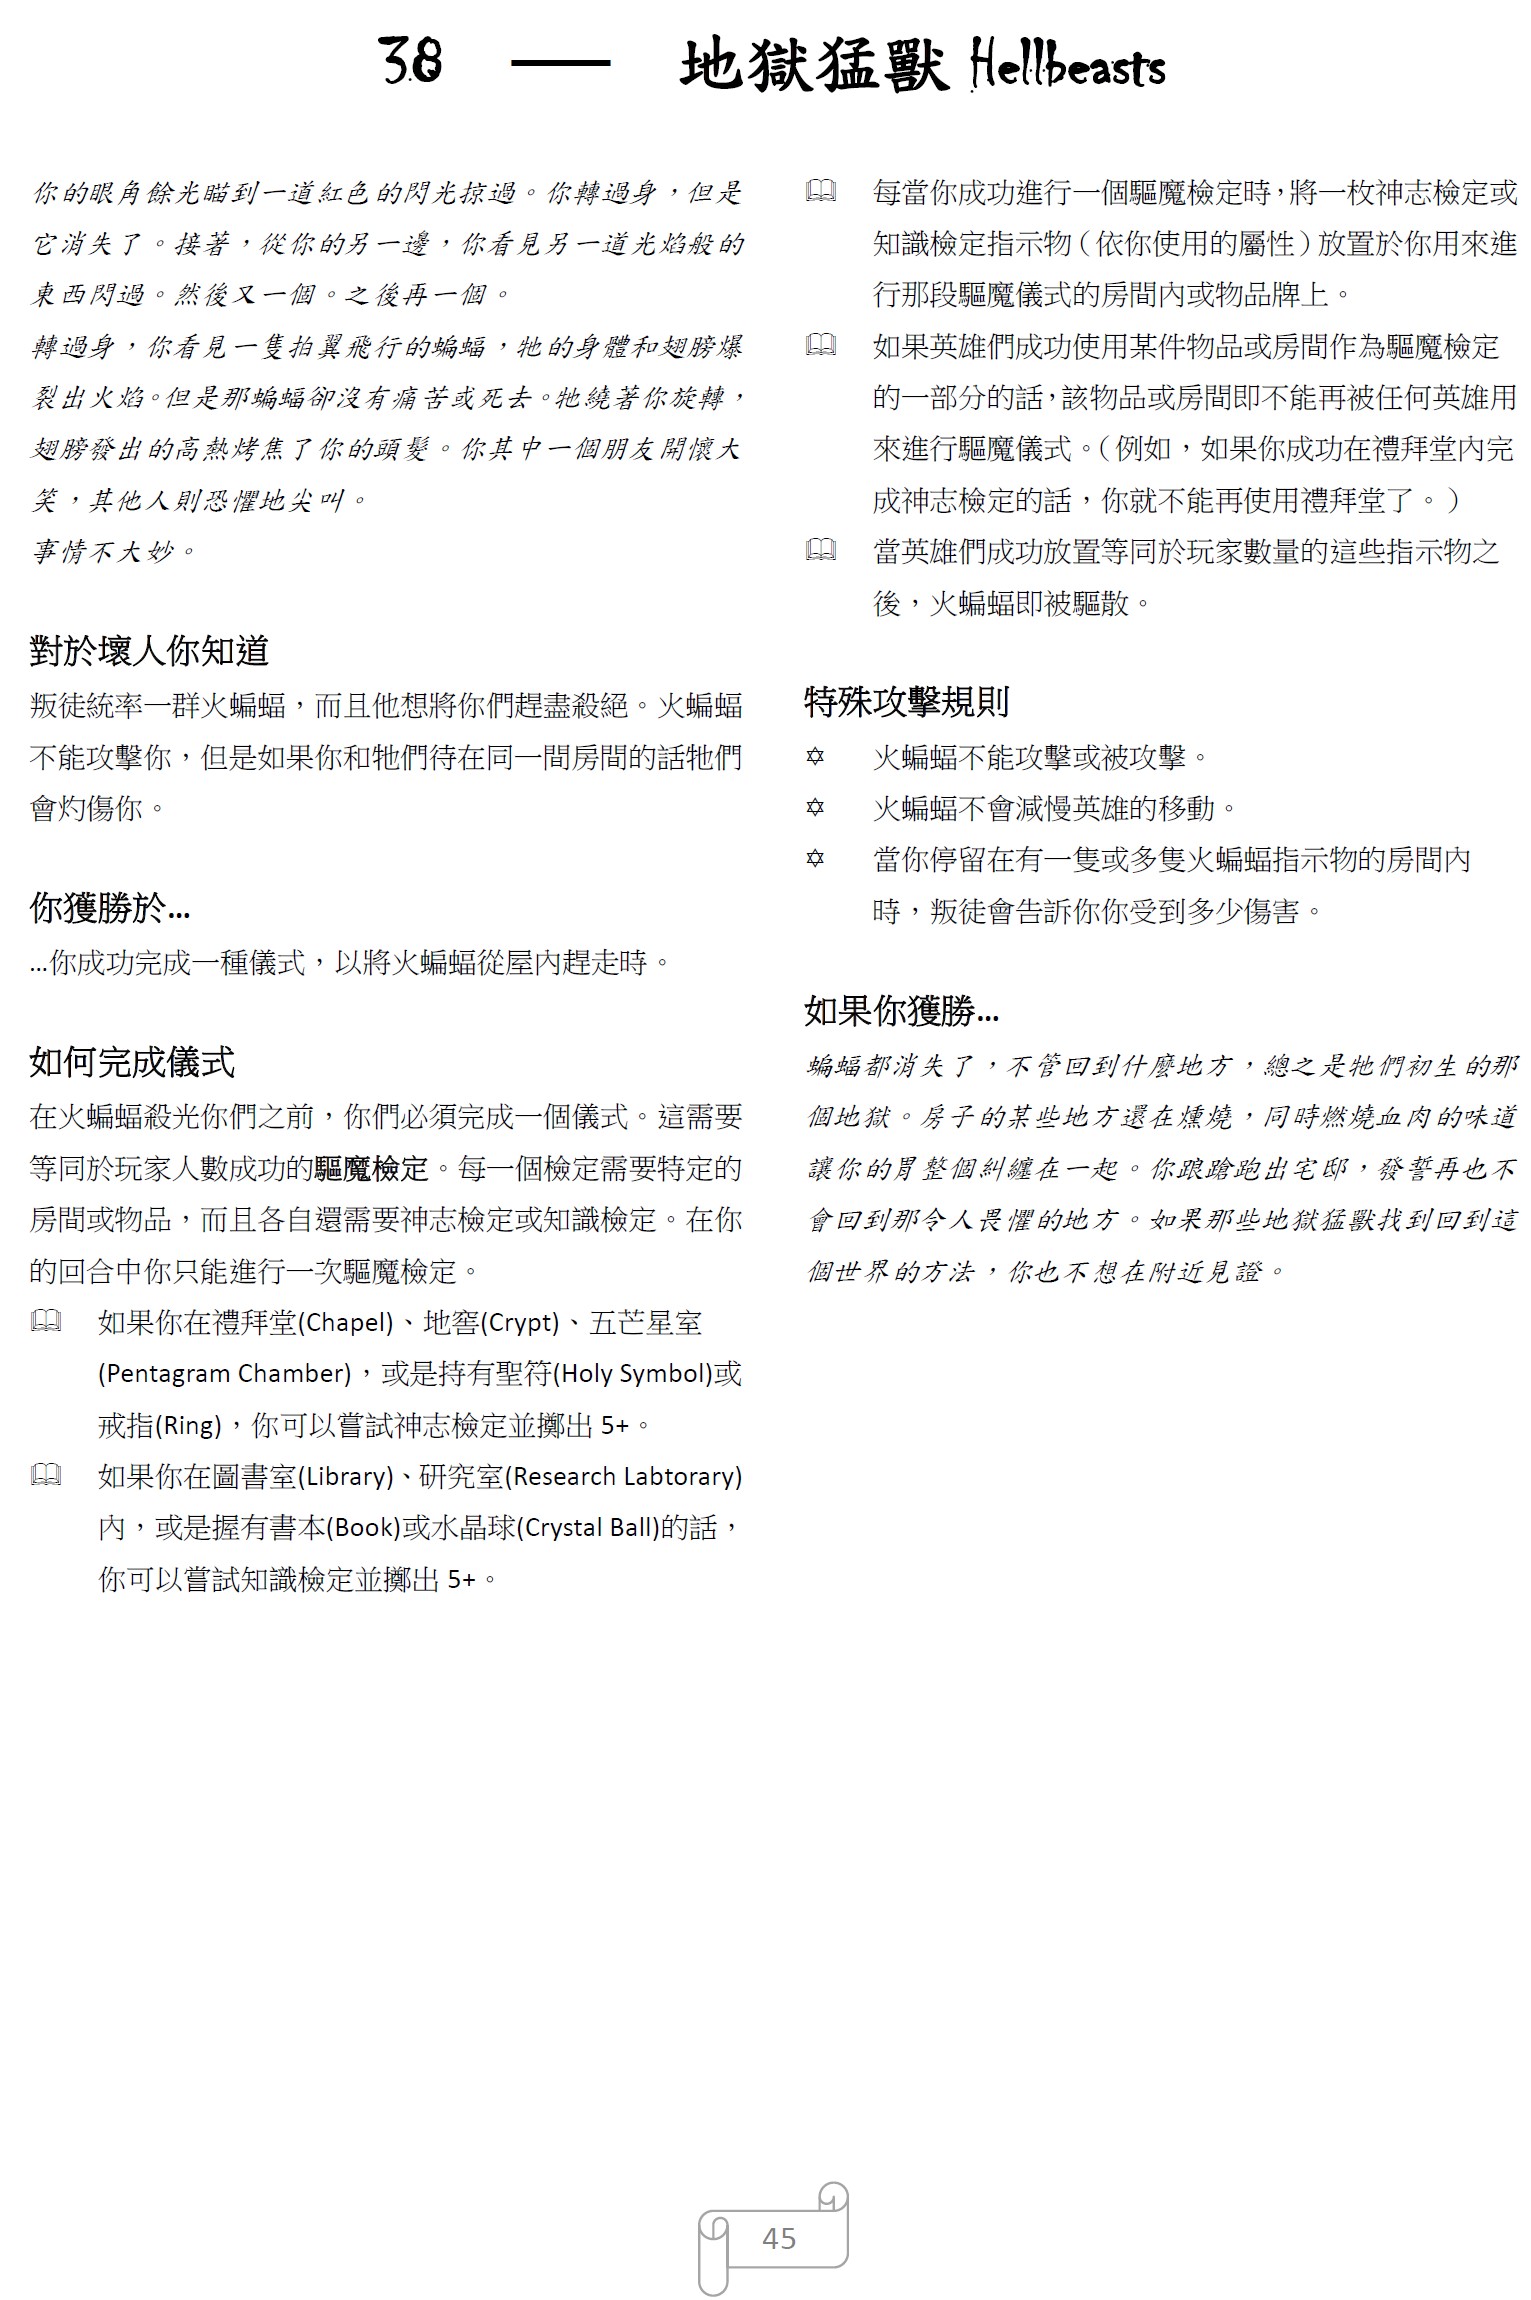 38 — 地獄猛獸 Hellbeasts
你的眼角餘光瞄到一道紅色的閃光掠過。你轉過身，但是
它消失了。接著，從你的另一邊，你看見另一道光焰般的
東西閃過。然後又一個。之後再一個。
轉過身，你看見一隻拍翼飛行的蝙蝠，牠的身體和翅膀爆
裂出火焰。但是那蝙蝠卻沒有痛苦或死去。牠繞著你旋轉，
翅膀發出的高熱烤焦了你的頭髮。你其中一個朋友開懷大
笑，其他人則恐懼地尖叫。
事情不大妙。
對於壞人你知道
叛徒統率一群火蝙蝠，而且他想將你們趕盡殺絕。火蝙蝠
不能攻擊你，但是如果你和牠們待在同一間房間的話牠們
會灼傷你。
你獲勝於…
…你成功完成一種儀式，以將火蝙蝠從屋內趕走時。
如何完成儀式
在火蝙蝠殺光你們之前，你們必須完成一個儀式。這需要
等同於玩家人數成功的驅魔檢定。每一個檢定需要特定的
房間或物品，而且各自還需要神志檢定或知識檢定。在你
的回合中你只能進行一次驅魔檢定。
🕮 如果你在禮拜堂(Chapel)、地窖(Crypt)、五芒星室
(Pentagram Chamber)，或是持有聖符(Holy Symbol)或
戒指(Ring)，你可以嘗試神志檢定並擲出 5+。
🕮 如果你在圖書室(Library)、研究室(Research Labtorary)
內，或是握有書本(Book)或水晶球(Crystal Ball)的話，
你可以嘗試知識檢定並擲出 5+。
🕮 每當你成功進行一個驅魔檢定時，將一枚神志檢定或
知識檢定指示物（依你使用的屬性）放置於你用來進
行那段驅魔儀式的房間內或物品牌上。
🕮 如果英雄們成功使用某件物品或房間作為驅魔檢定
的一部分的話，該物品或房間即不能再被任何英雄用
來進行驅魔儀式。（例如，如果你成功在禮拜堂內完
成神志檢定的話，你就不能再使用禮拜堂了。）
🕮 當英雄們成功放置等同於玩家數量的這些指示物之
後，火蝙蝠即被驅散。
特殊攻擊規則
✡ 火蝙蝠不能攻擊或被攻擊。
✡ 火蝙蝠不會減慢英雄的移動。
✡ 當你停留在有一隻或多隻火蝙蝠指示物的房間內
時，叛徒會告訴你你受到多少傷害。
如果你獲勝…
蝙蝠都消失了，不管回到什麼地方，總之是牠們初生的那
個地獄。房子的某些地方還在燻燒，同時燃燒血肉的味道
讓你的胃整個糾纏在一起。你踉蹌跑出宅邸，發誓再也不
會回到那令人畏懼的地方。如果那些地獄猛獸找到回到這
個世界的方法，你也不想在附近見證。
45